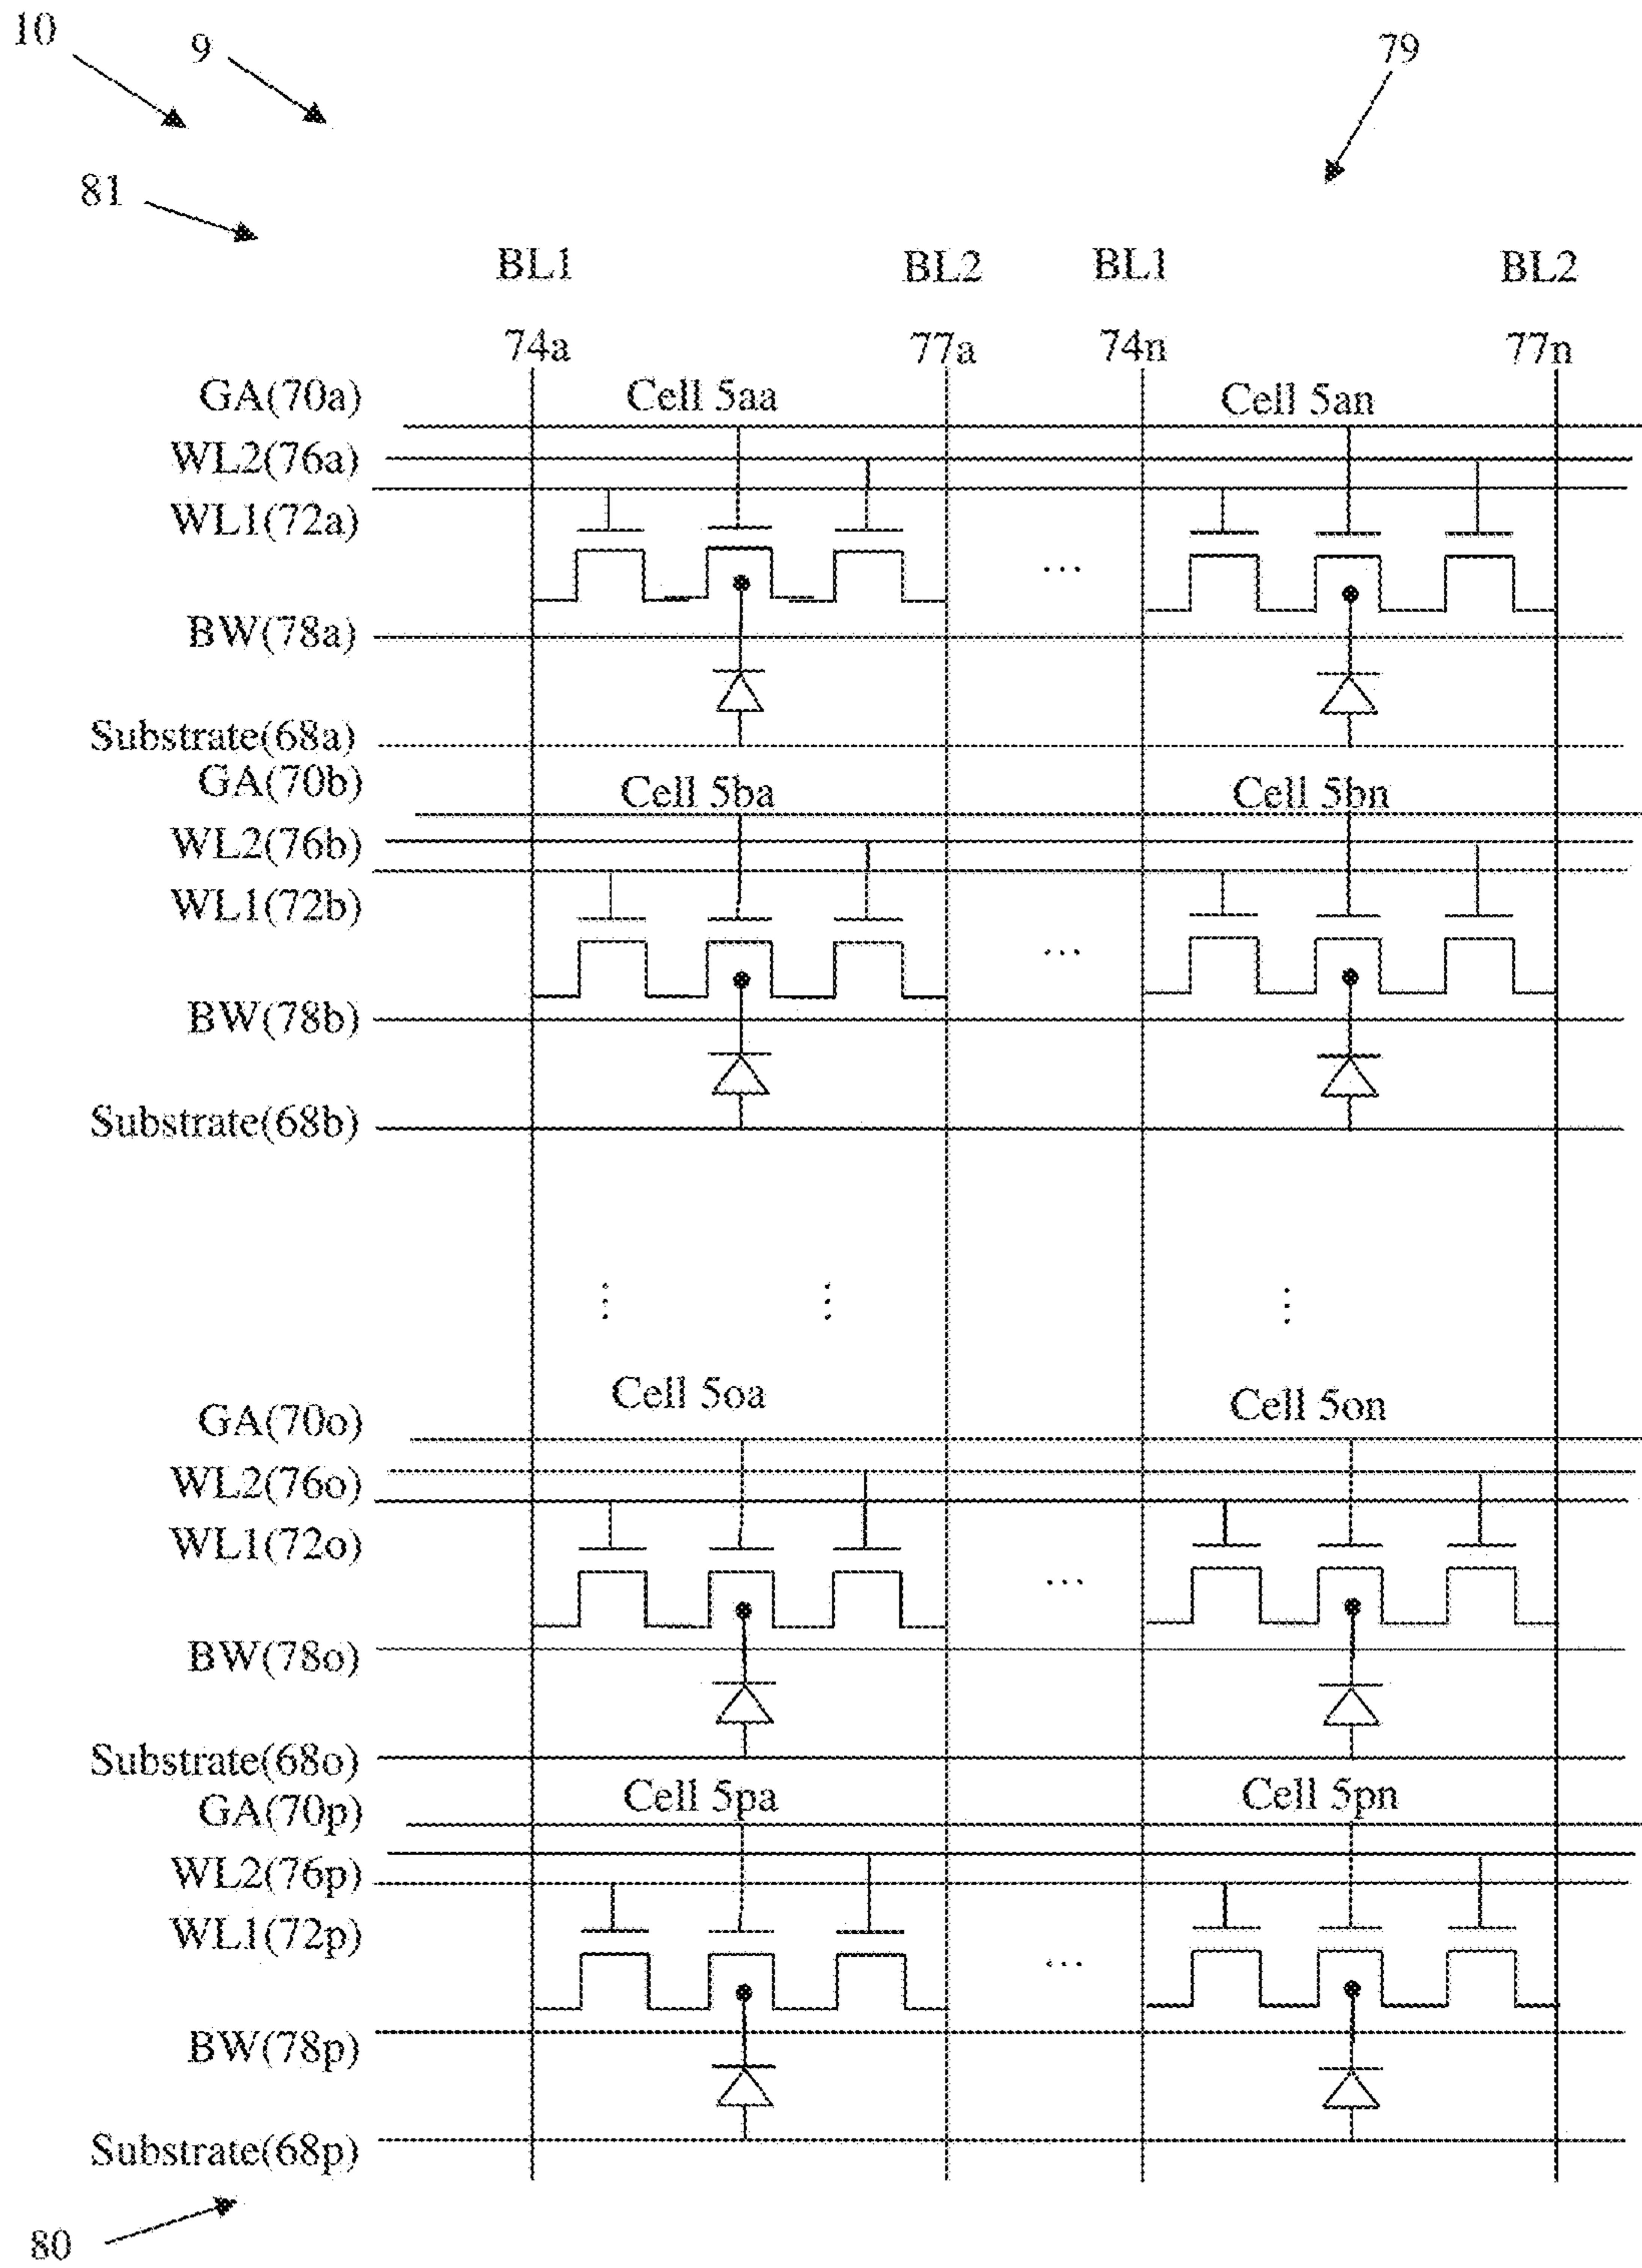 10
9
79
81
BL1 BL2 BL1 BL2
74a 77a 74n 77n
GA(70a) Cell 5aa Cell 5an
WL2(76a)
WL1(72a)
...
BW(78a)
Substrate(68a)
GA(70b) Cell 5ba Cell 5bn
WL2(76b)
WL1(72b)
...
BW(78b)
Substrate(68b)
Cell 5oa Cell 5on
GA(70o)
WL2(76o)
WL1(72o)
...
BW(78o)
Substrate(68o)
GA(70p) Cell 5pa Cell 5pn
WL2(76p)
WL1(72p)
...
BW(78p)
Substrate(68p)
80